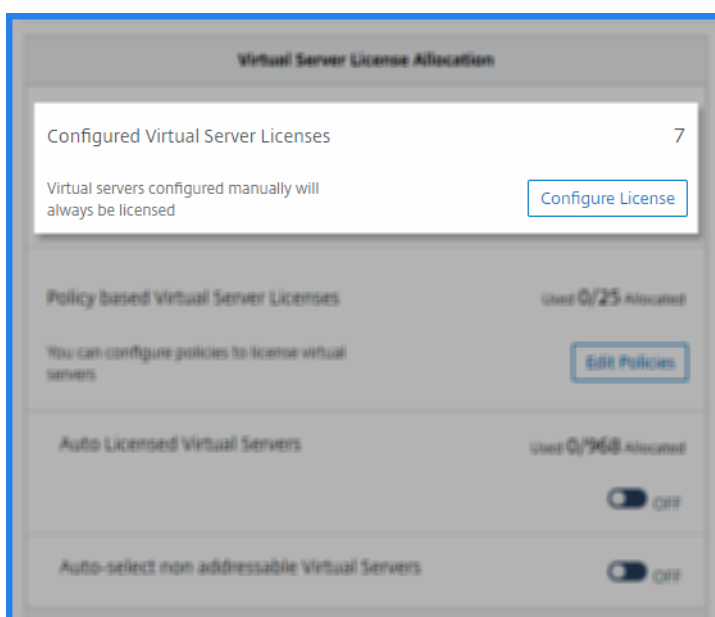 Virtual Server License Allocation
Configured Virtual Server Licenses 7
Virtual servers configured manually will
always be licensed
Configure License
Policy based Virtual Server Licenses Used 0/25 Allocated
You can configure policies to license virtual
servers
Edit Policies
Auto Licensed Virtual Servers Used 0/968 Allocated
OFF
Auto-select non addressable Virtual Servers OFF